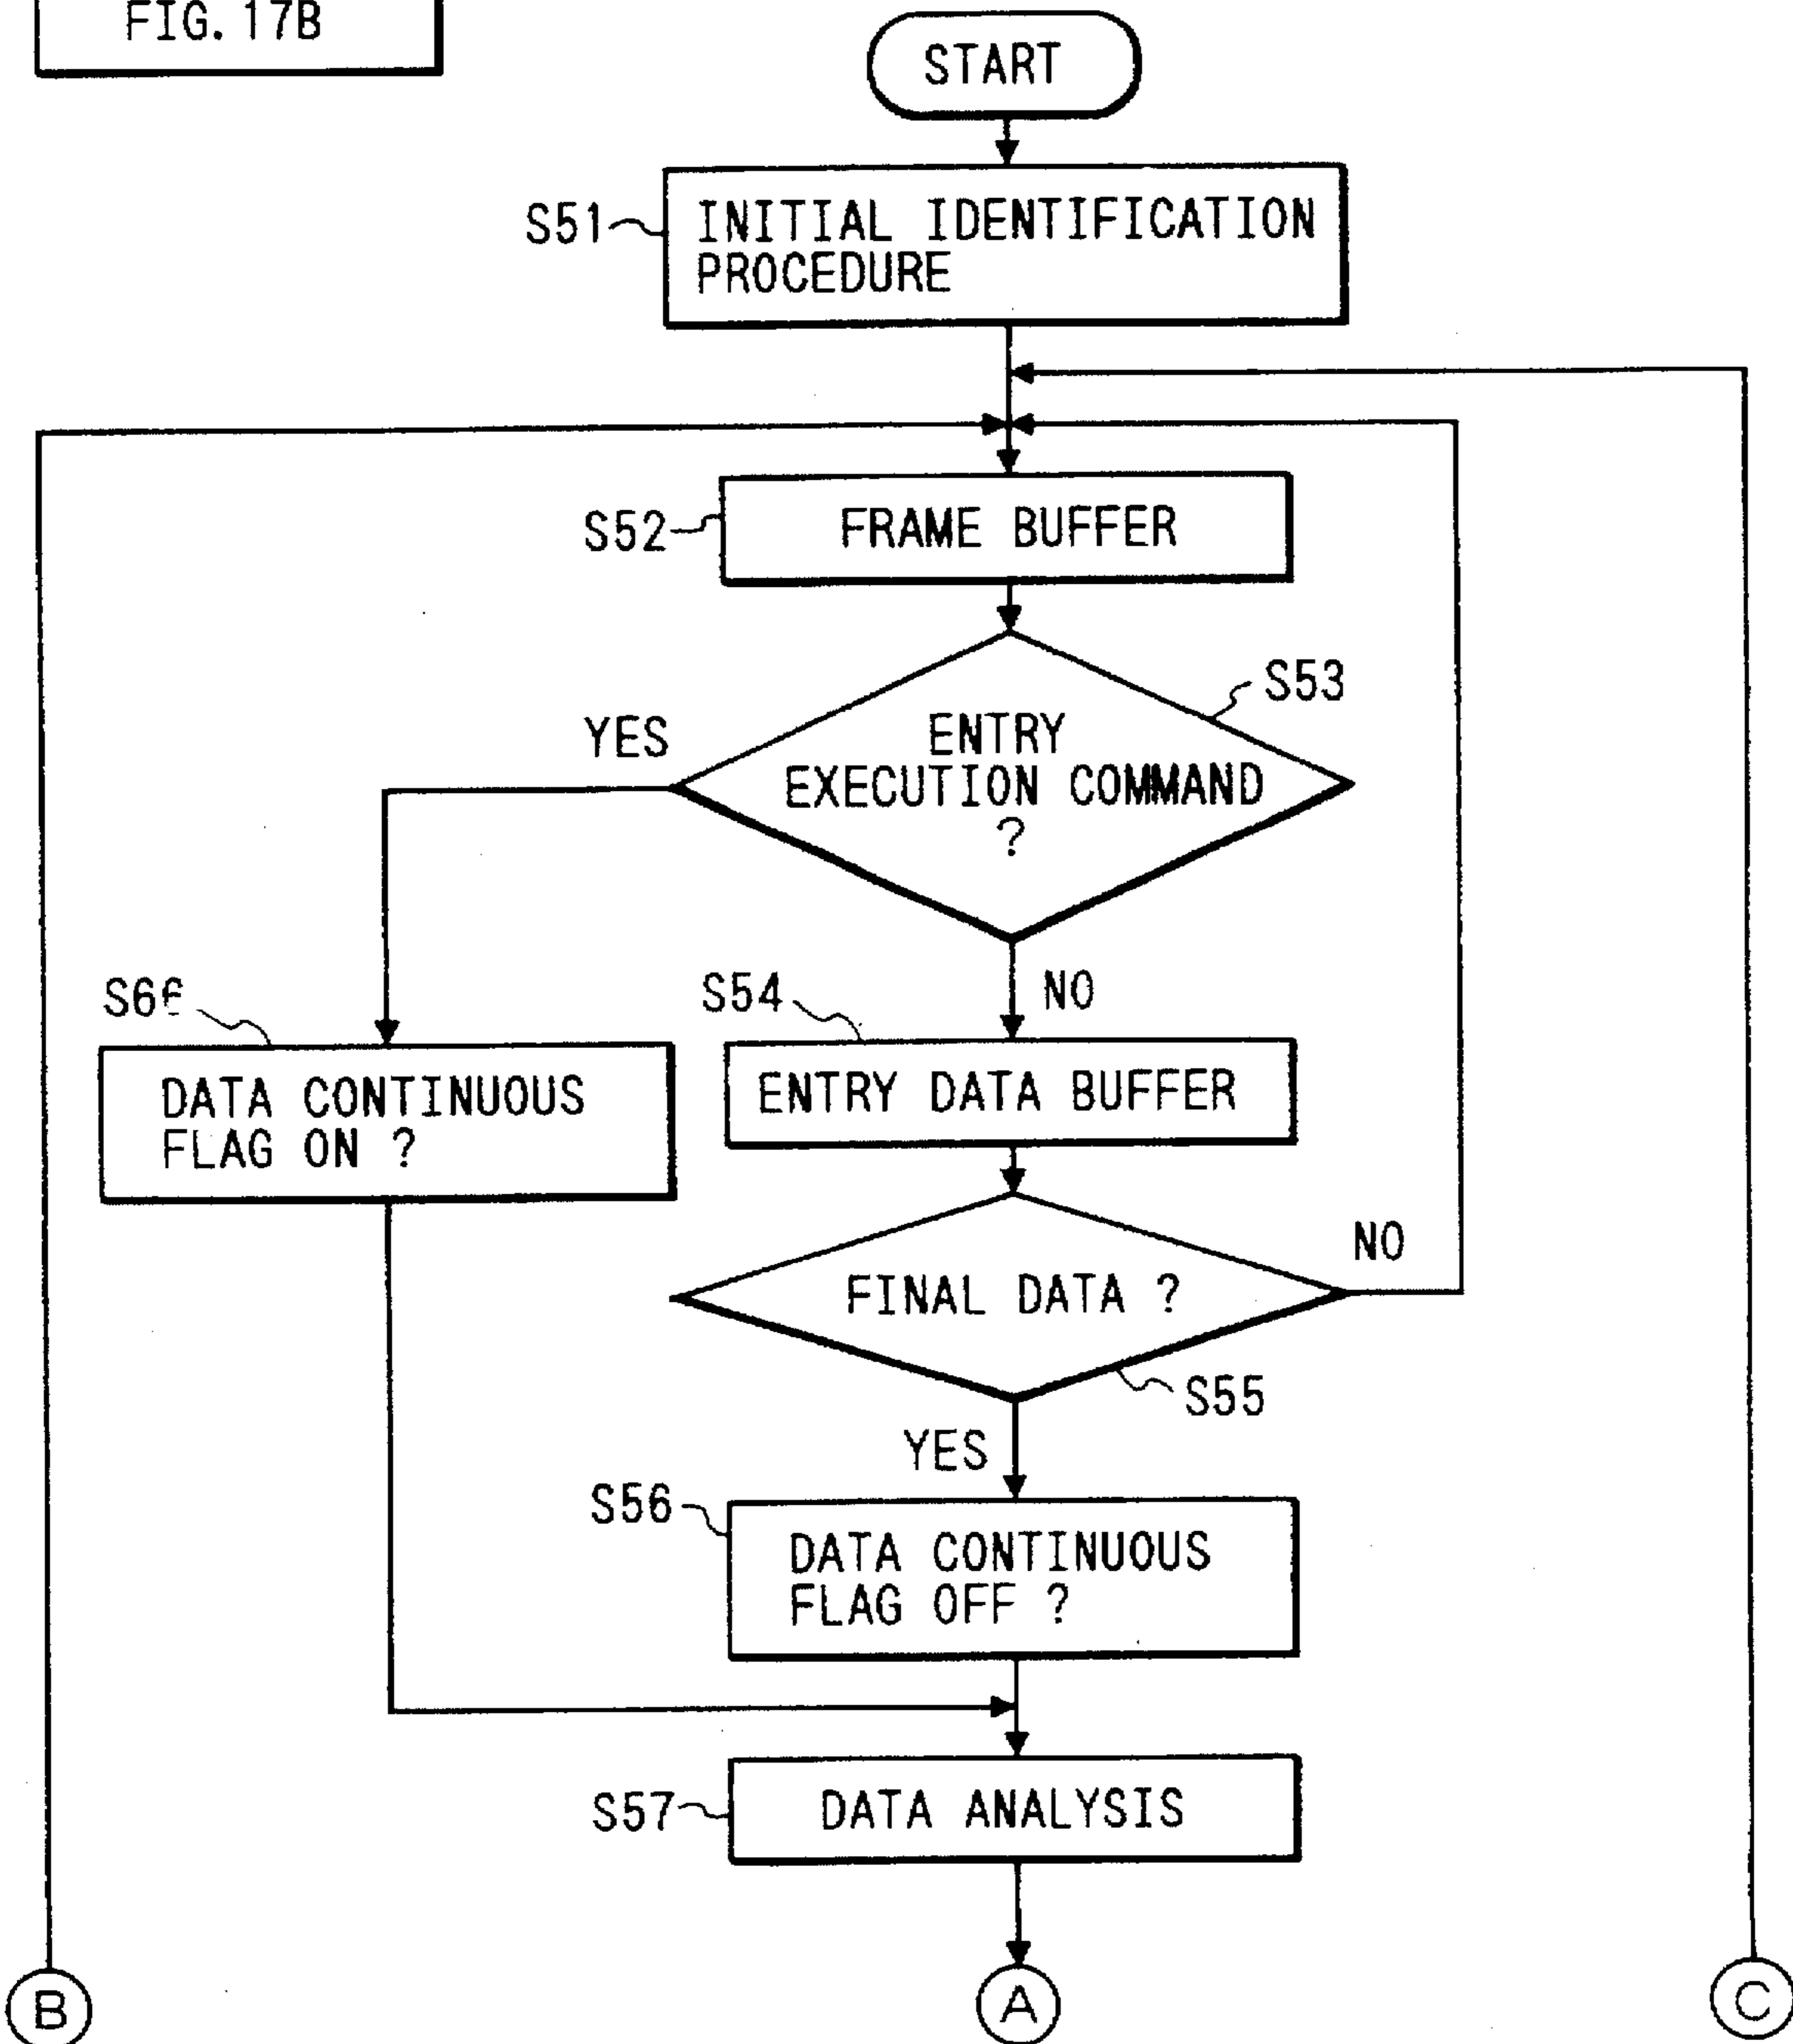 FIG. 17B
START
S51
INITIAL IDENTIFICATION
PROCEDURE
S52
FRAME BUFFER
S53
YES
ENTRY
EXECUTION COMMAND
?
S66
S54
NO
DATA CONTINUOUS
FLAG ON ?
ENTRY DATA BUFFER
NO
FINAL DATA ?
S55
YES
S56
DATA CONTINUOUS
FLAG OFF ?
S57
DATA ANALYSIS
B
A
C